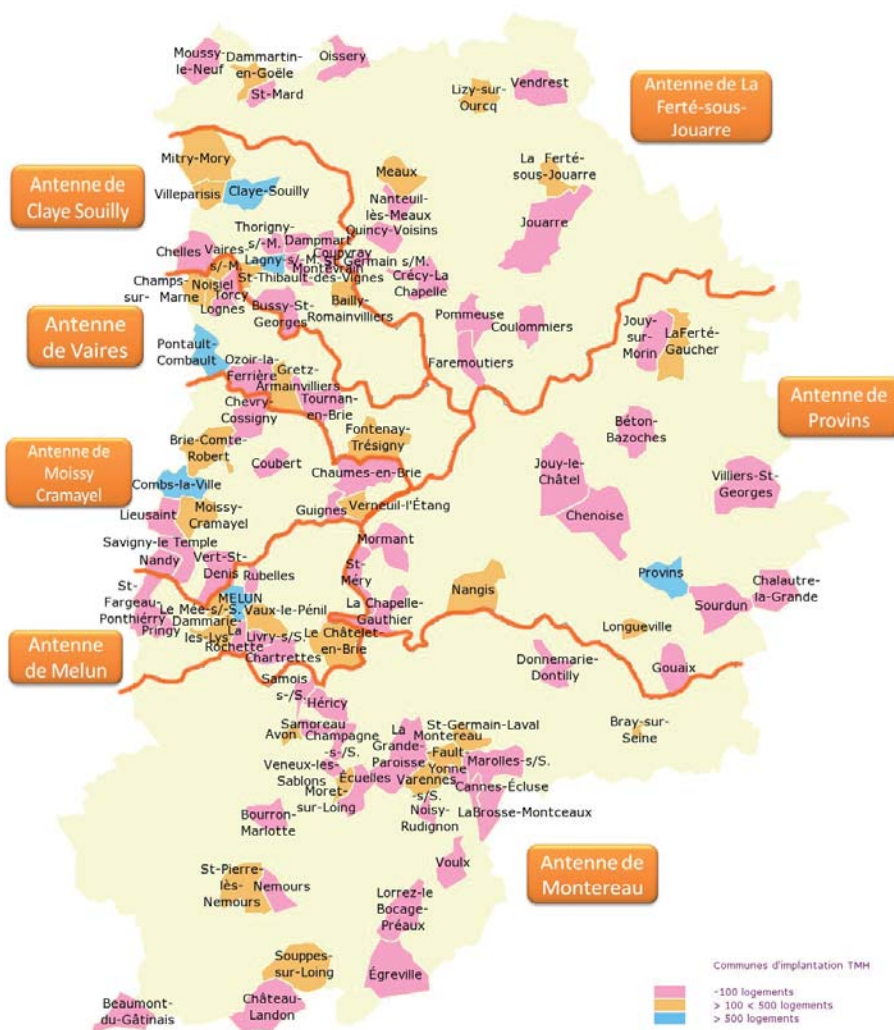 Moussy-
le-Neuf
Dammartin-
en-Goële
St-Mard
Oissery
Lizy-sur-
Ourcq
Vendrest
Antenne de La
Ferté-sous-
Jouarre
Mitry-Mory
Antenne de
Claye Souilly
Villeparisis
Claye-Souilly
Meaux
La Ferté-
sous-Jouarre
Nanteuil-
lès-Meaux
Quincy-Voisins
Jouarre
Thorigny-
s/-M.
Dampmart
Chelles
Vaires-
s/-M.
Coupvray
Lagny-s/-M.
Montévrain
St Germain s/M.
St-Thibault-des-Vignes
Crécy-La
Chapelle
Champs-
sur-
Marne
Noisiel
Torcy
Lognes
Bussy-St-
Georges
Bailly-
Romainvilliers
Antenne
de Vaires
Pommeuse
Coulommiers
Faremoutiers
Jouy-
sur-
Morin
LaFerté-
Gaucher
Pontault-
Combault
Ozoir-la-
Ferrière
Gretz-
Armainvilliers
Tournan-
en-Brie
Chevry-
Cossigny
Antenne de
Provins
Fontenay-
Trésigny
Béton-
Bazoches
Antenne de
Moissy
Cramayel
Brie-Comte-
Robert
Coubert
Chaumes-en-Brie
Jouy-le-
Châtel
Villiers-St-
Georges
Combs-la-Ville
Lieusaint
Moissy-
Cramayel
Guignes
Verneuil-l'Étang
Chenoise
Savigny-le Temple
Nandy
Vert-St-
Denis
Rubelles
Mormant
St-
Méry
Nangis
Provins
Chalautre-
la-Grande
Sourdun
St-
Fargeau-
Ponthiérry
Pringy
MELUN
Le Mée-s/-S.
Vaux-le-Pénil
Dammarie-
les-Lys
La
Rochette
Livry-s/S.
Chartrettes
Le Châtelet-
en-Brie
La Chapelle-
Gauthier
Longueville
Antenne
de Melun
Donnemarie-
Dontilly
Gouaix
Samois
s-/S.
Héricy
Bray-sur-
Seine
Avon
Samoreau
Champagne
-s-/S.
La
Grande-
Paroisse
St-Germain-Laval
Montereau
-Fault-
Yonne
Marolles-s/S.
Veneux-les-
Sablons
Écuelles
Moret-
sur-Loing
Varennes
-s/S.
Cannes-Écluse
Noisy-
Rudignon
LaBrosse-Montceaux
Bourron-
Marlotte
Voulx
Antenne de
Montereau
St-Pierre-
lès-
Nemours
Nemours
Lorrez-le
Bocage-
Préaux
Souppes-
sur-Loing
Égreville
Beaumont-
du-Gâtinais
Château-
Landon
Communes d'implantation TMH
-100 logements
> 100 < 500 logements
> 500 logements